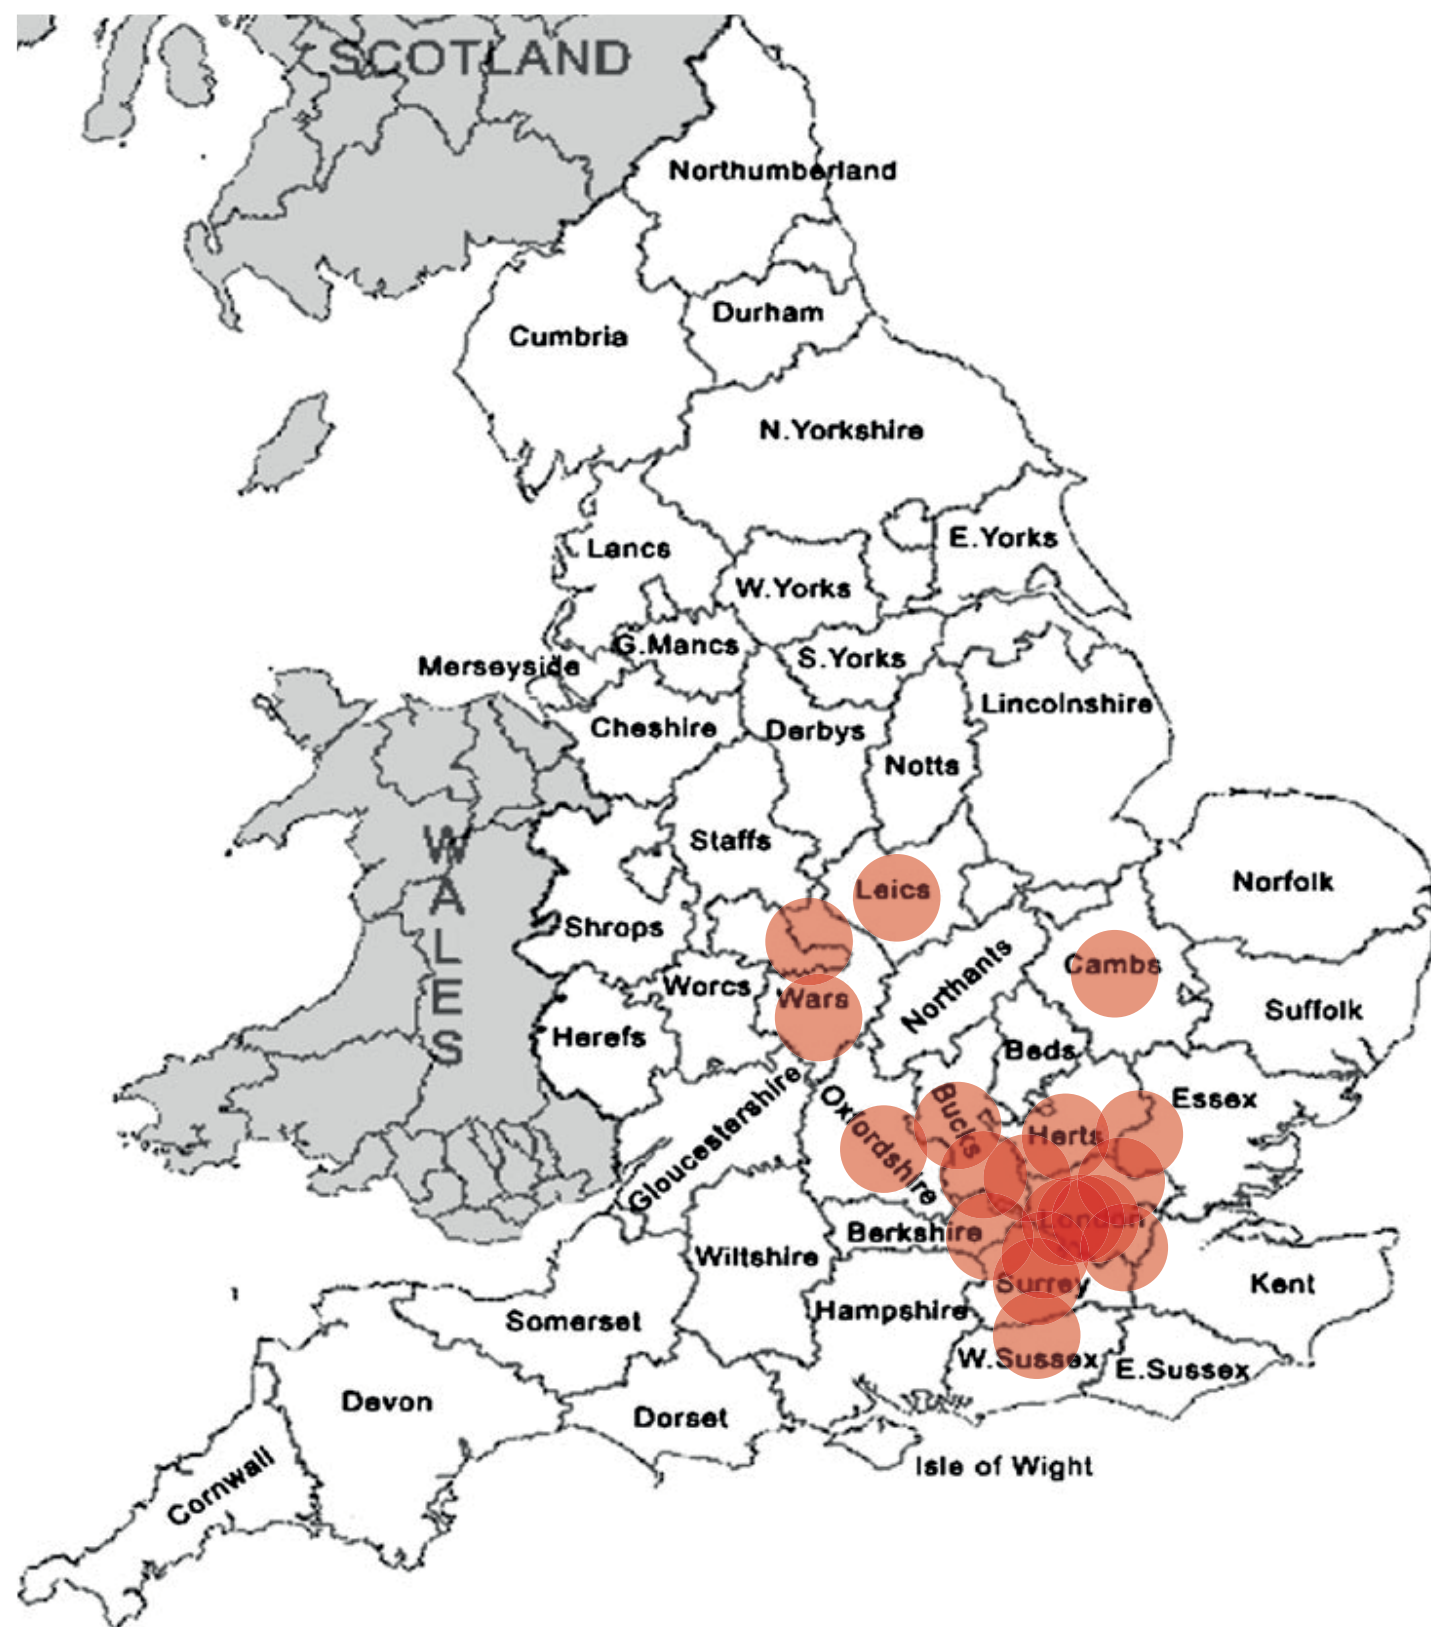 SCOTLAND
Northumberland
Durham
Cumbria
N.Yorkshire
E.Yorks
Lancs
W.Yorks
G.Mancs
S.Yorks
Merseyside
Lincolnshire
Cheshire
Derbys
Notts
WALES
Staffs
Leics
Norfolk
Shrops
Cambs
Worcs
Wars
Northants
Suffolk
Herefs
Beds
Essex
Gloucestershire
Oxfordshire
Bucks
Herts
London
Berkshire
Wiltshire
Surrey
Kent
Hampshire
Somerset
W.Sussex
E.Sussex
Devon
Dorset
Isle of Wight
Cornwall